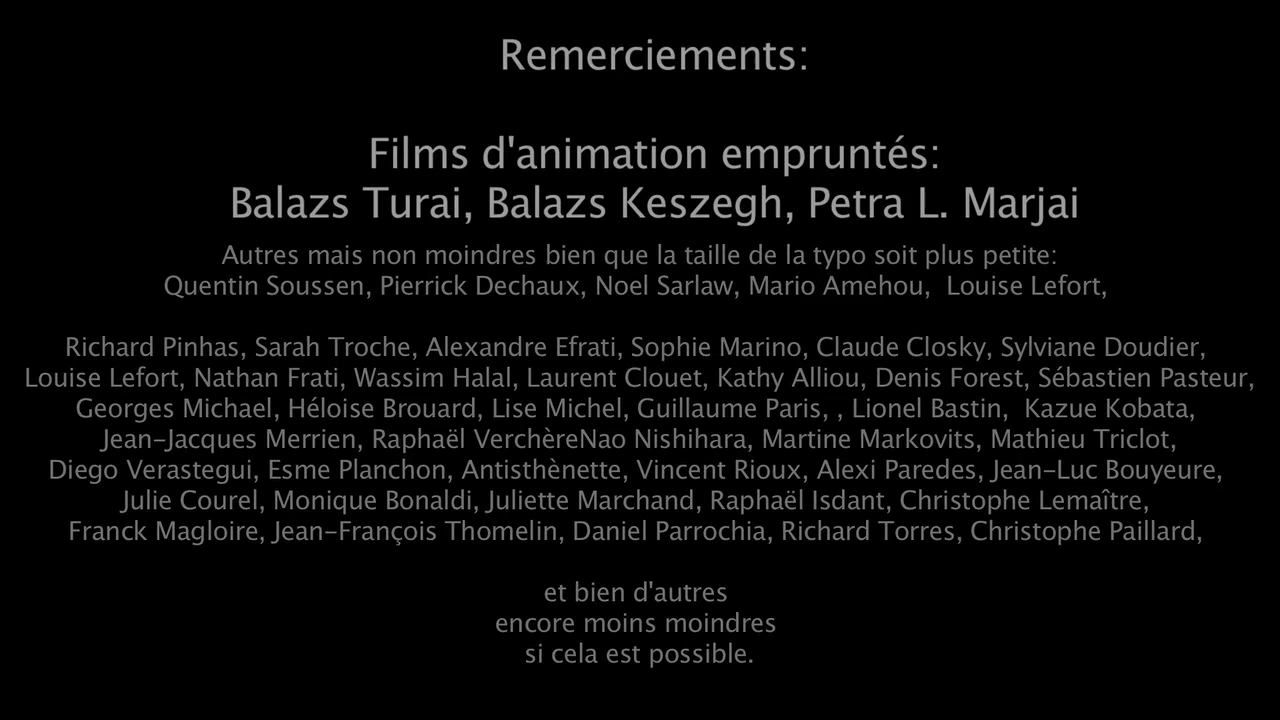 Remerciements:
Films d'animation empruntés:
Balazs Turai, Balazs Keszegh, Petra L. Marjai
Autres mais non moindres bien que la taille de la typo soit plus petite:
Quentin Soussen, Pierrick Dechaux, Noel Sarlaw, Mario Amehou,  Louise Lefort,
Richard Pinhas, Sarah Troche, Alexandre Efrati, Sophie Marino, Claude Closky, Sylviane Doudier,
Louise Lefort, Nathan Frati, Wassim Halal, Laurent Clouet, Kathy Alliou, Denis Forest, Sébastien Pasteur,
Georges Michael, Héloise Brouard, Lise Michel, Guillaume Paris, , Lionel Bastin,  Kazue Kobata,
Jean-Jacques Merrien, Raphaël VerchèreNao Nishihara, Martine Markovits, Mathieu Triclot,
Diego Verastegui, Esme Planchon, Antisthènette, Vincent Rioux, Alexi Paredes, Jean-Luc Bouyeure,
Julie Courel, Monique Bonaldi, Juliette Marchand, Raphaël Isdant, Christophe Lemaître,
Franck Magloire, Jean-François Thomelin, Daniel Parrochia, Richard Torres, Christophe Paillard,
et bien d'autres
encore moins moindres
si cela est possible.